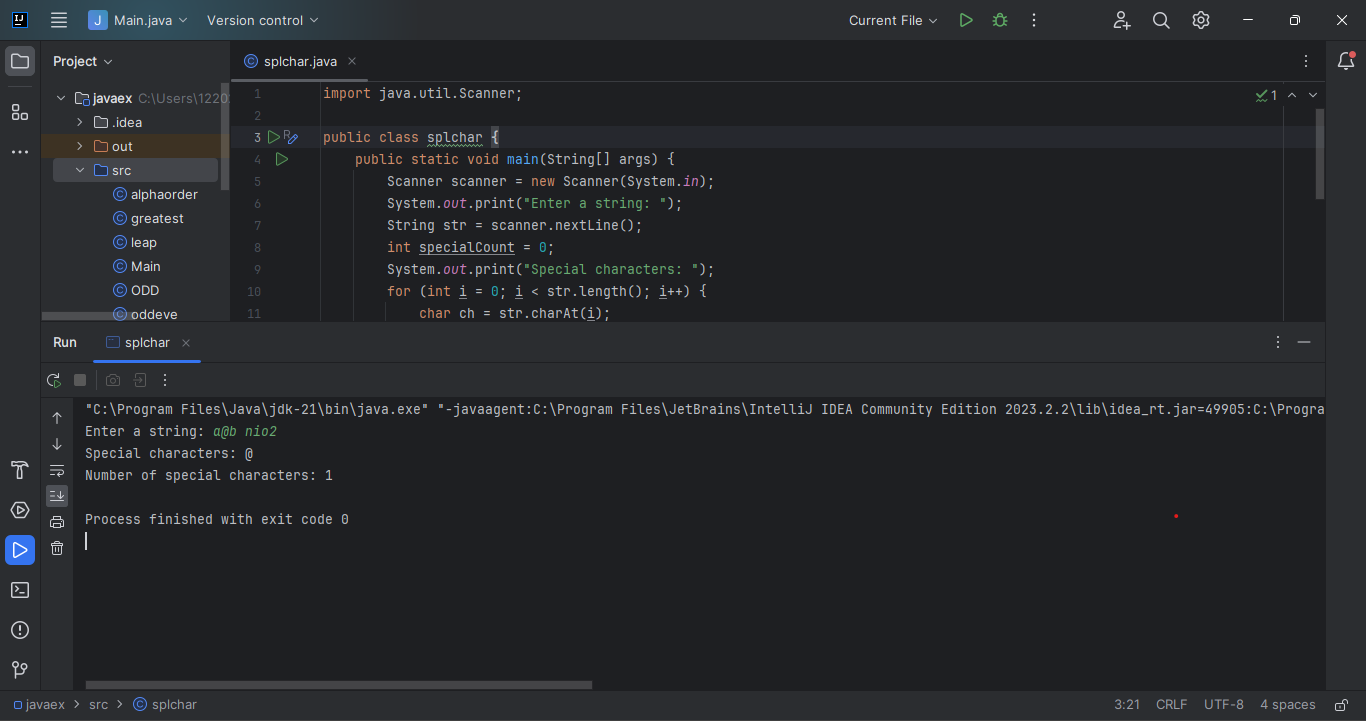 Main.java Version control Current File
Project
splchar.java
javaex C:\Users\1220
.idea
out
src
alphaorder
greatest
leap
Main
ODD
oddeve
1 import java.util.Scanner;
2
3 public class splchar {
4 public static void main(String[] args) {
5 Scanner scanner = new Scanner(System.in);
6 System.out.print("Enter a string: ");
7 String str = scanner.nextLine();
8 int specialCount = 0;
9 System.out.print("Special characters: ");
10 for (int i = 0; i < str.length(); i++) {
11 char ch = str.charAt(i);
1
Run splchar
"C:\Program Files\Java\jdk-21\bin\java.exe" "-javaagent:C:\Program Files\JetBrains\IntelliJ IDEA Community Edition 2023.2.2\lib\idea_rt.jar=49905:C:\Progra
Enter a string: a@b nio2
Special characters: @
Number of special characters: 1
Process finished with exit code 0
javaex > src > splchar 3:21 CRLF UTF-8 4 spaces